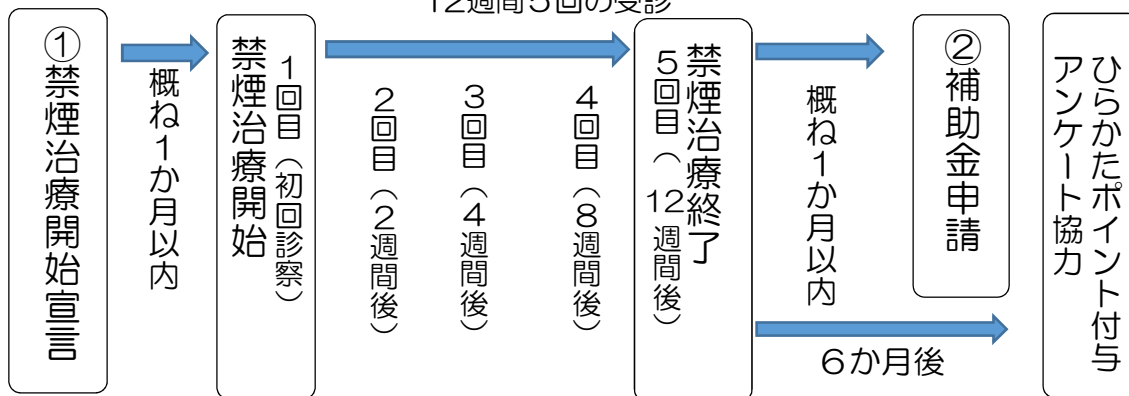 12週間５回の受診
①禁煙治療開始宣言
概ね１か月以内
１回目（初回診察）
禁煙治療開始
２回目（２週間後）
３回目（４週間後）
４回目（８週間後）
禁煙治療終了
５回目（12週間後）
概ね１か月以内
②補助金申請
６か月後
ひらかたポイント付与
アンケート協力